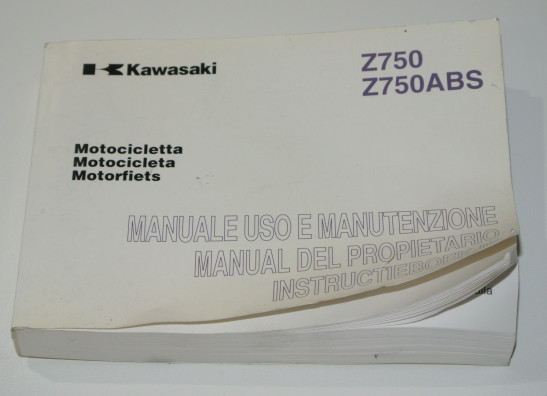 Kawasaki
Z750
Z750ABS
Motocicletta
Motocicleta
Motorfiets
MANUALE USO E MANUTENZIONE
MANUAL DEL PROPIETARIO